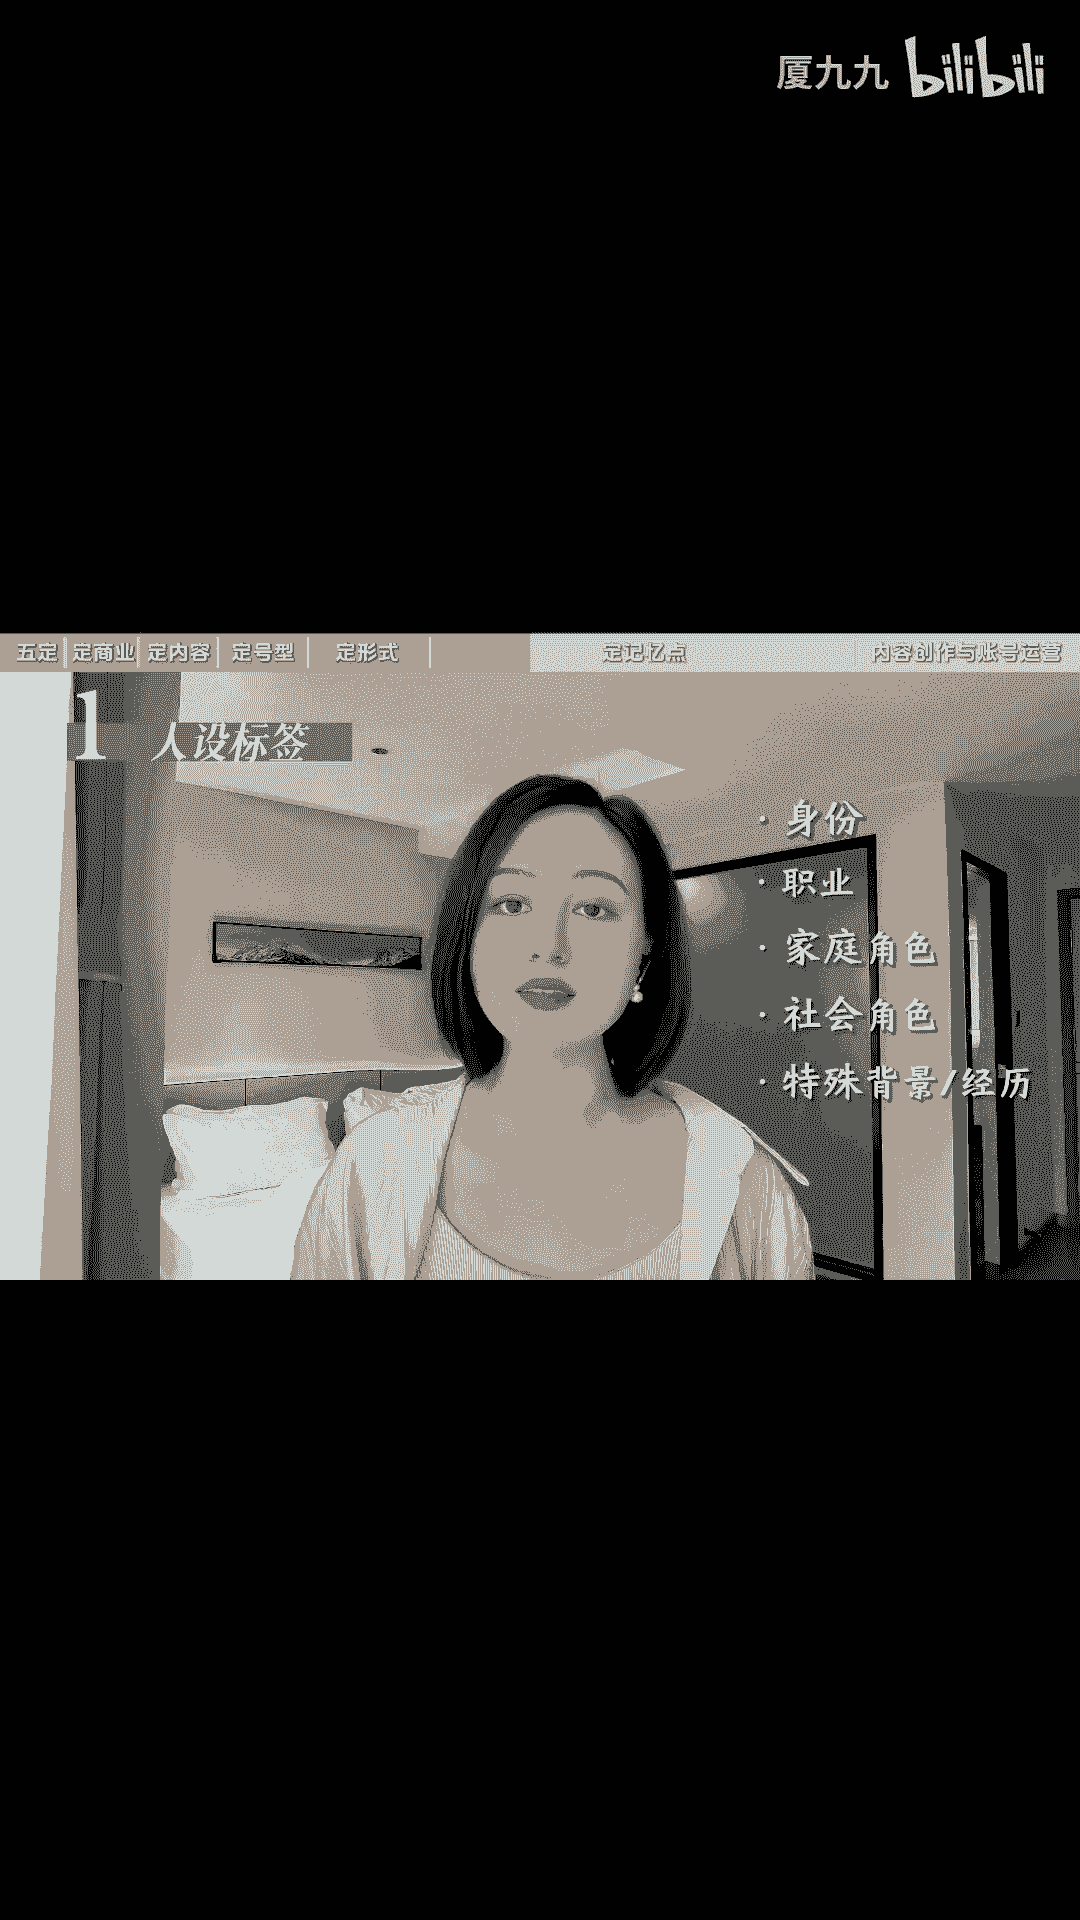 厦九九 bilibili
五定 定商业 定内容 定号型 定形式 定记忆点 内容创作与账号运营
1 人设标签
· 身份
· 职业
· 家庭角色
· 社会角色
· 特殊背景/经历